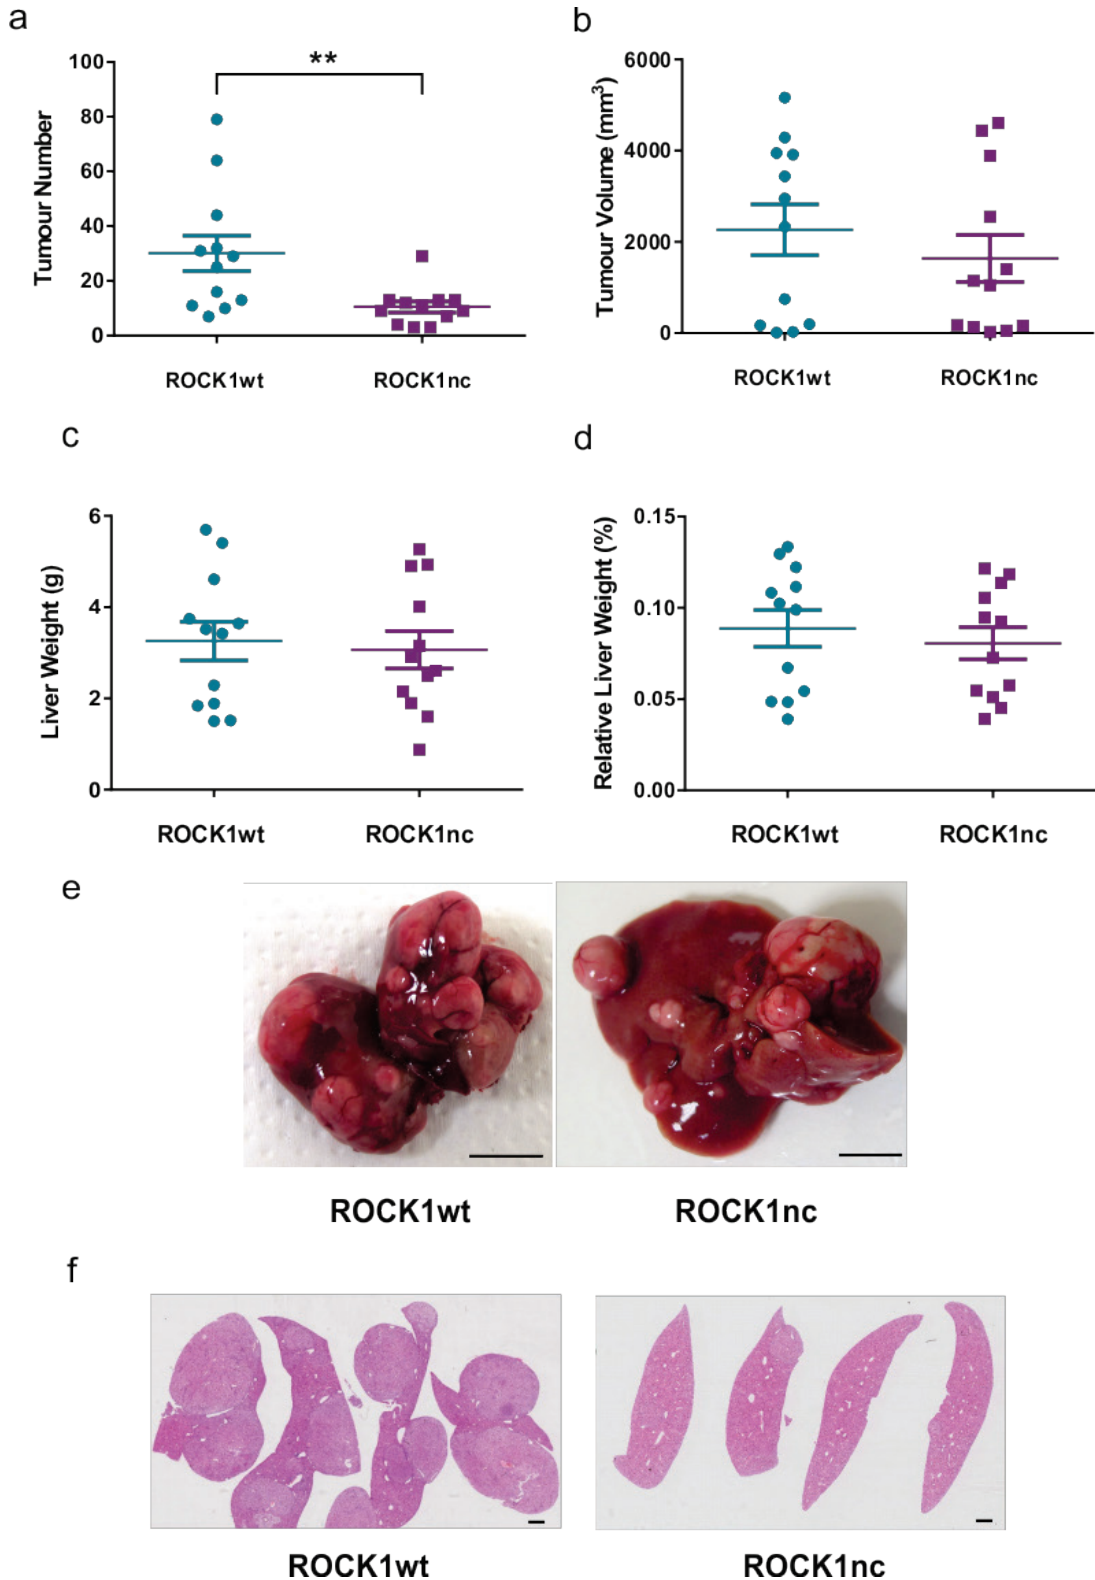 a
**
100
80
60
40
20
0
Tumour Number
ROCK1wt
ROCK1nc
b
6000
4000
2000
0
Tumour Volume (mm³)
ROCK1wt
ROCK1nc
c
6
4
2
0
Liver Weight (g)
ROCK1wt
ROCK1nc
d
0.15
0.10
0.05
0.00
Relative Liver Weight (%)
ROCK1wt
ROCK1nc
e
ROCK1wt
ROCK1nc
f
ROCK1wt
ROCK1nc